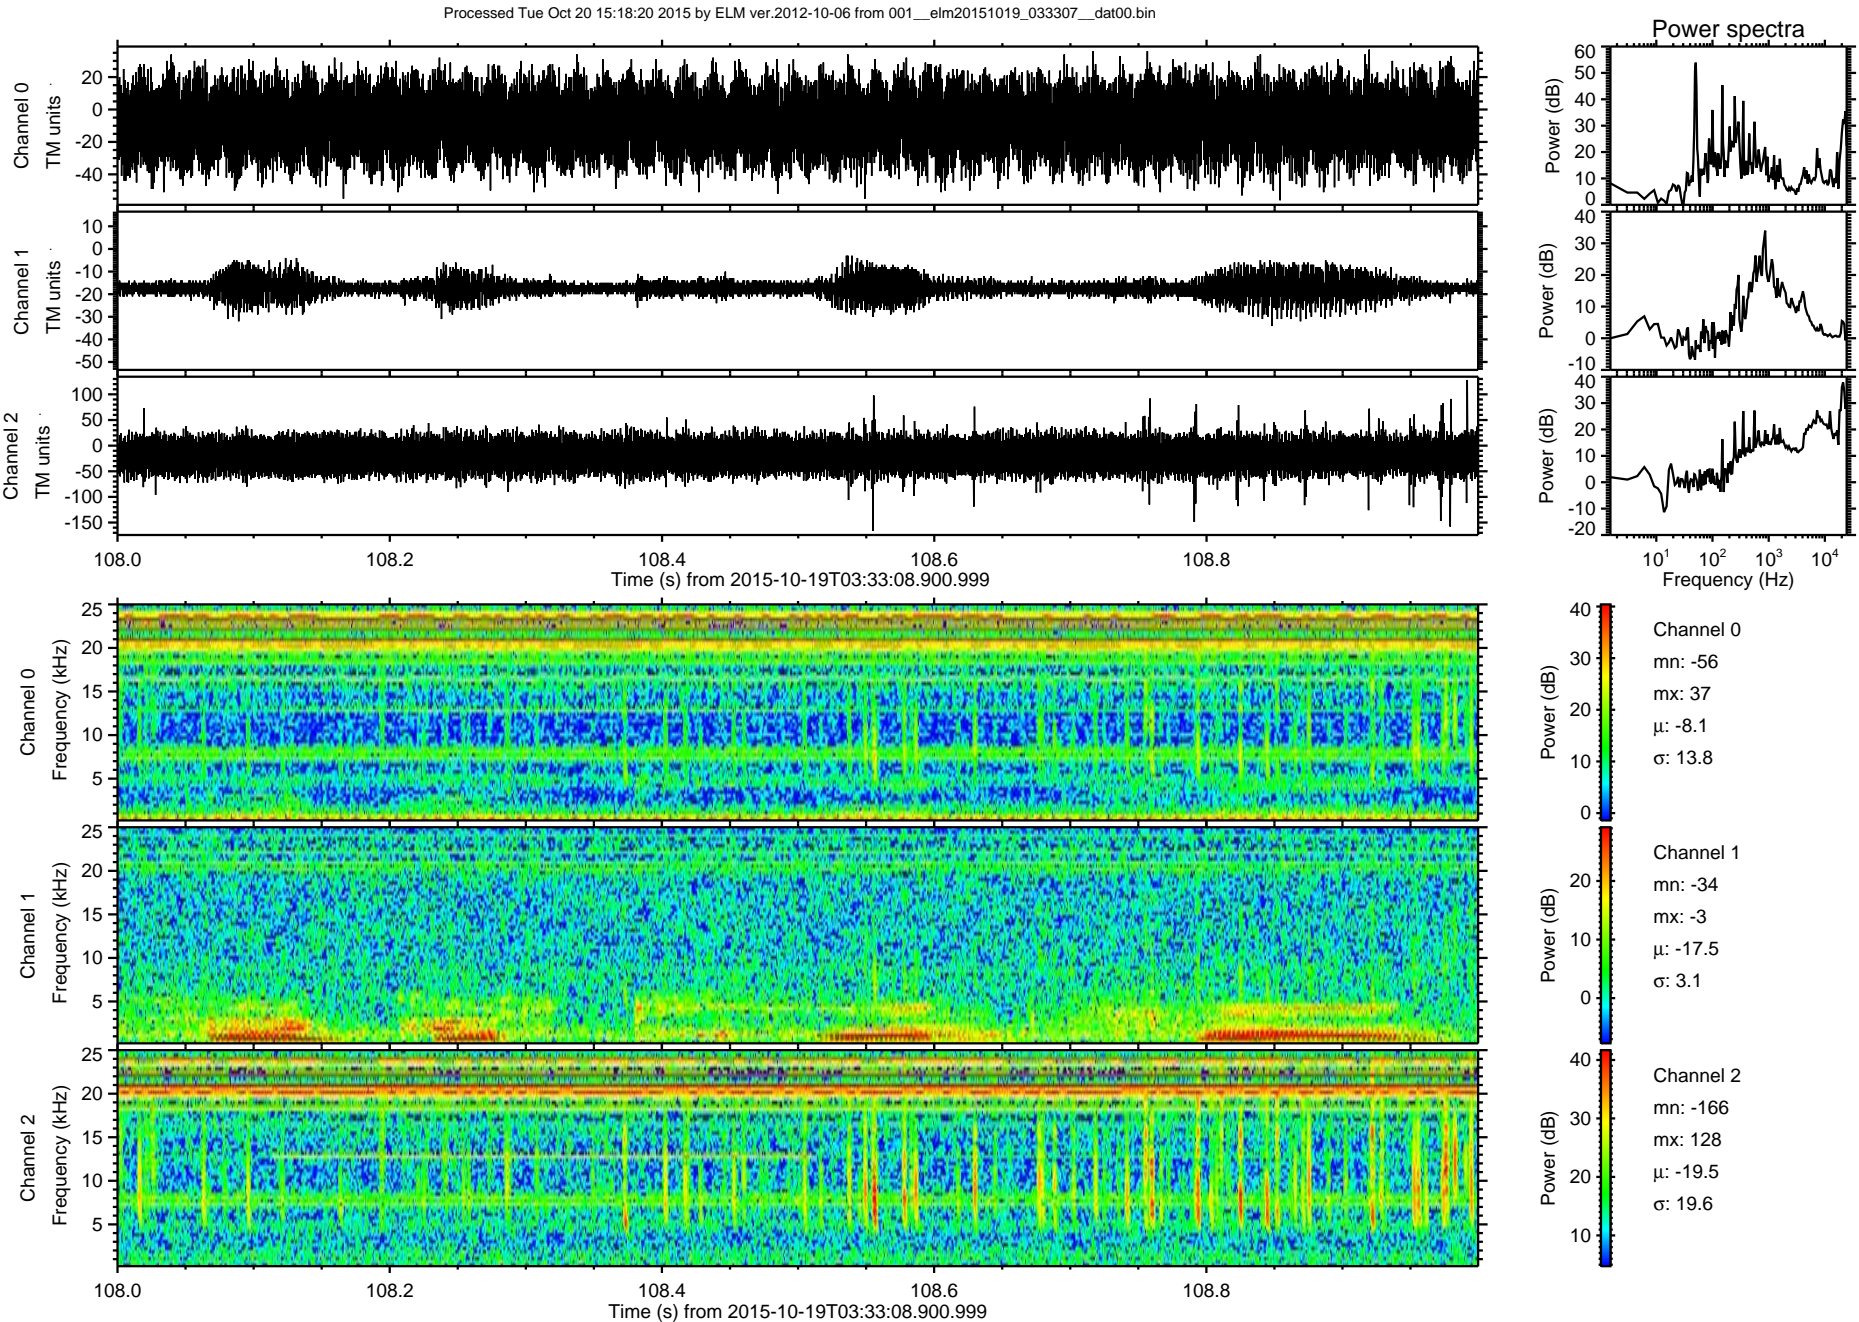 Processed Tue Oct 20 15:18:20 2015 by ELM ver.2012-10-06 from 001__elm20151019_033307__dat00.bin
Power spectra
Channel 0
TM units
20
0
-20
-40
Power (dB)
60
50
40
30
20
10
0
Channel 1
TM units
10
0
-10
-20
-30
-40
-50
Power (dB)
40
30
20
10
0
-10
Channel 2
TM units
100
50
0
-50
-100
-150
Power (dB)
40
30
20
10
0
-10
-20
108.0 108.2 108.4 108.6 108.8
Time (s) from 2015-10-19T03:33:08.900.999
10¹ 10² 10³ 10⁴
Frequency (Hz)
Channel 0
Frequency (kHz)
25
20
15
10
5
Power (dB)
40
30
20
10
0
Channel 0
mn: -56
mx: 37
μ: -8.1
σ: 13.8
Channel 1
Frequency (kHz)
25
20
15
10
5
Power (dB)
20
10
0
Channel 1
mn: -34
mx: -3
μ: -17.5
σ: 3.1
Channel 2
Frequency (kHz)
25
20
15
10
5
Power (dB)
40
30
20
10
Channel 2
mn: -166
mx: 128
μ: -19.5
σ: 19.6
108.0 108.2 108.4 108.6 108.8
Time (s) from 2015-10-19T03:33:08.900.999